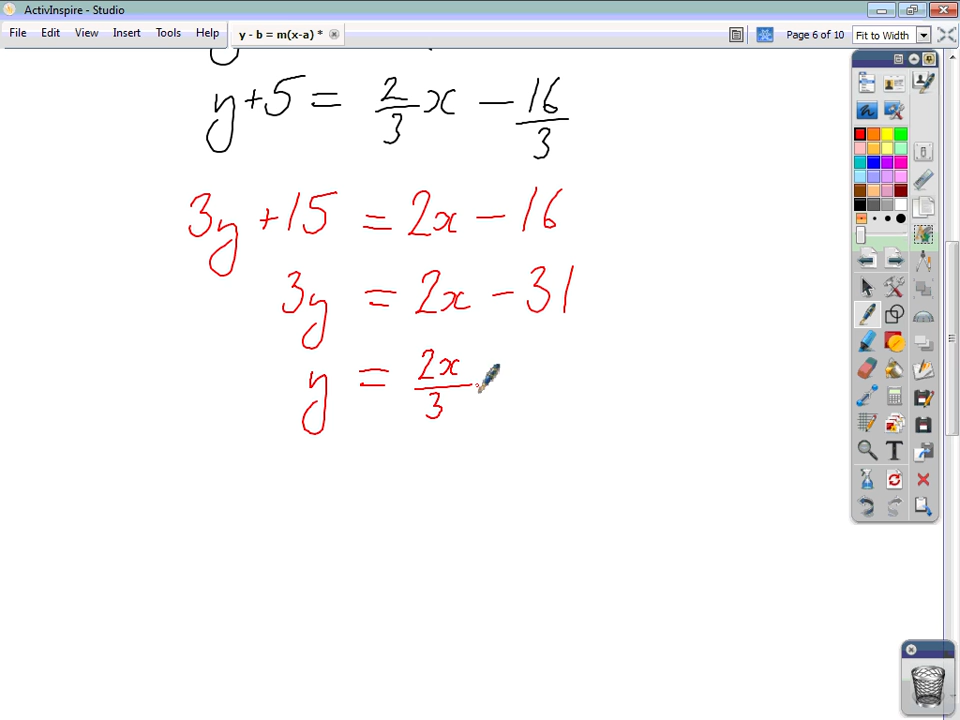 ActivInspire - Studio
File Edit View Insert Tools Help y - b = m(x-a) * Page 6 of 10 Fit to Width
y+5 = 2/3 x - 16/3
3y +15 = 2x - 16
3y = 2x - 31
y = 2x/3